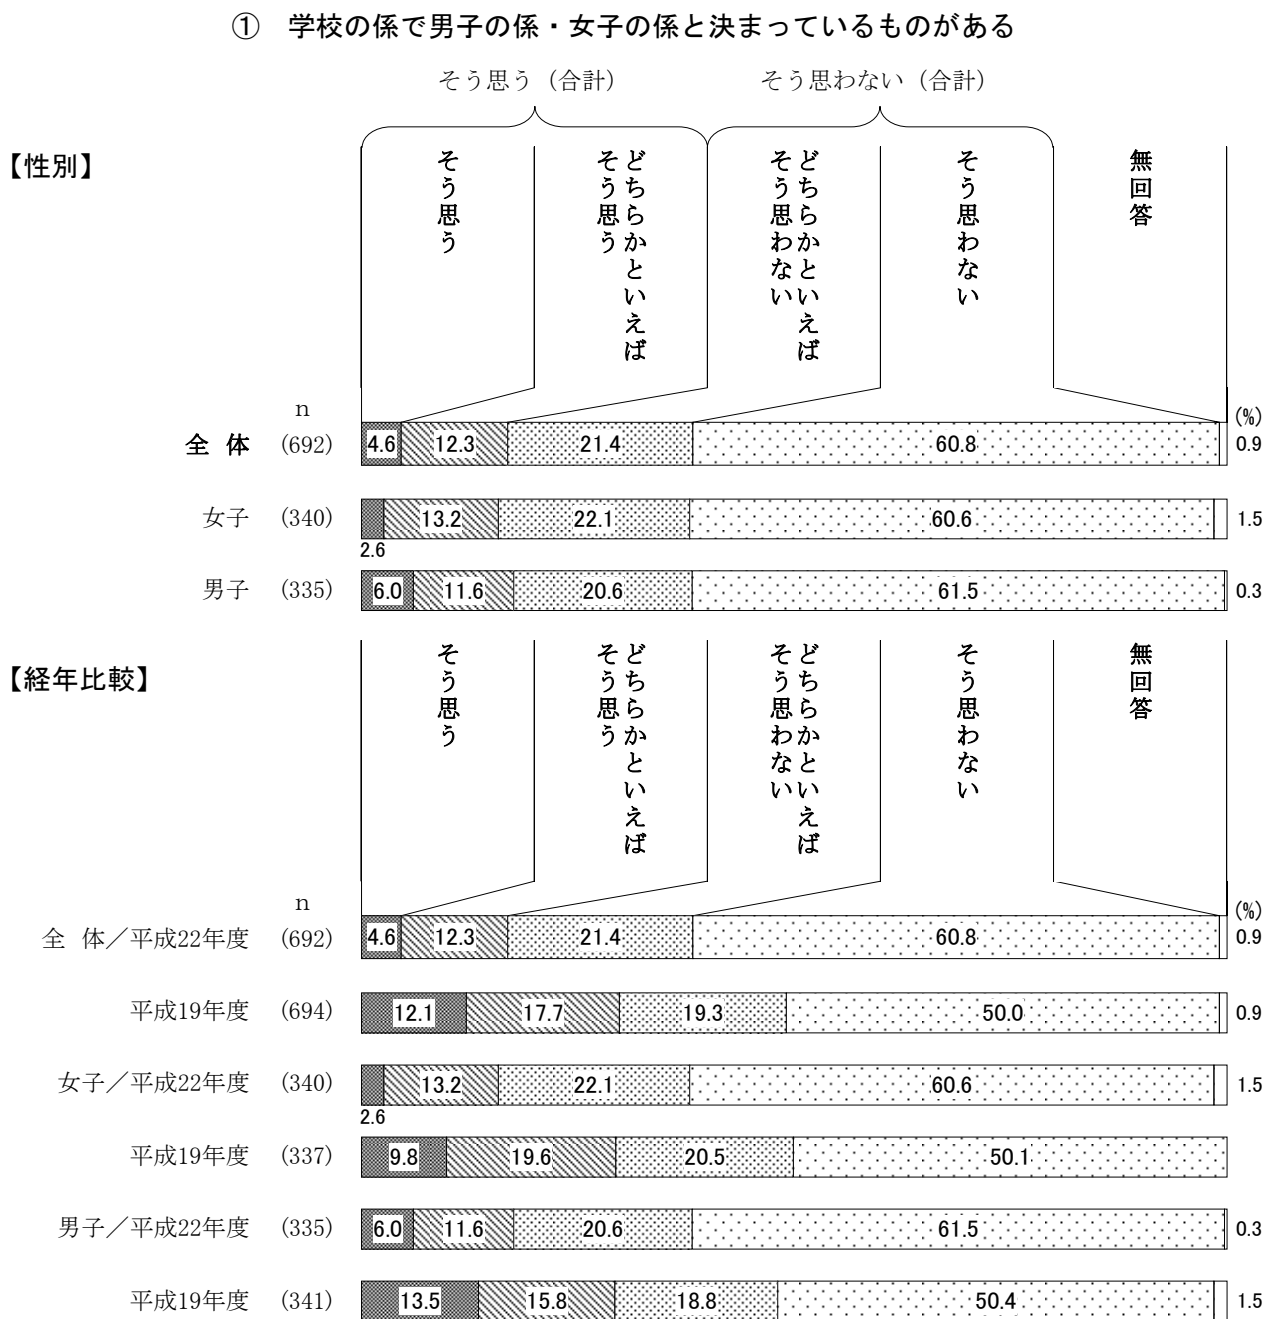 ① 学校の係で男子の係・女子の係と決まっているものがある
そう思う（合計） そう思わない（合計）
【性別】
そう思う
どちらかといえば
そう思う
どちらかといえば
そう思わない
そう思わない
無回答
n
(%)
全 体 (692) 4.6 12.3 21.4 60.8 0.9
女子 (340) 13.2 22.1 60.6 1.5
2.6
男子 (335) 6.0 11.6 20.6 61.5 0.3
【経年比較】
そう思う
どちらかといえば
そう思う
どちらかといえば
そう思わない
そう思わない
無回答
n
(%)
全 体／平成22年度 (692) 4.6 12.3 21.4 60.8 0.9
平成19年度 (694) 12.1 17.7 19.3 50.0 0.9
女子／平成22年度 (340) 13.2 22.1 60.6 1.5
2.6
平成19年度 (337) 9.8 19.6 20.5 50.1
男子／平成22年度 (335) 6.0 11.6 20.6 61.5 0.3
平成19年度 (341) 13.5 15.8 18.8 50.4 1.5